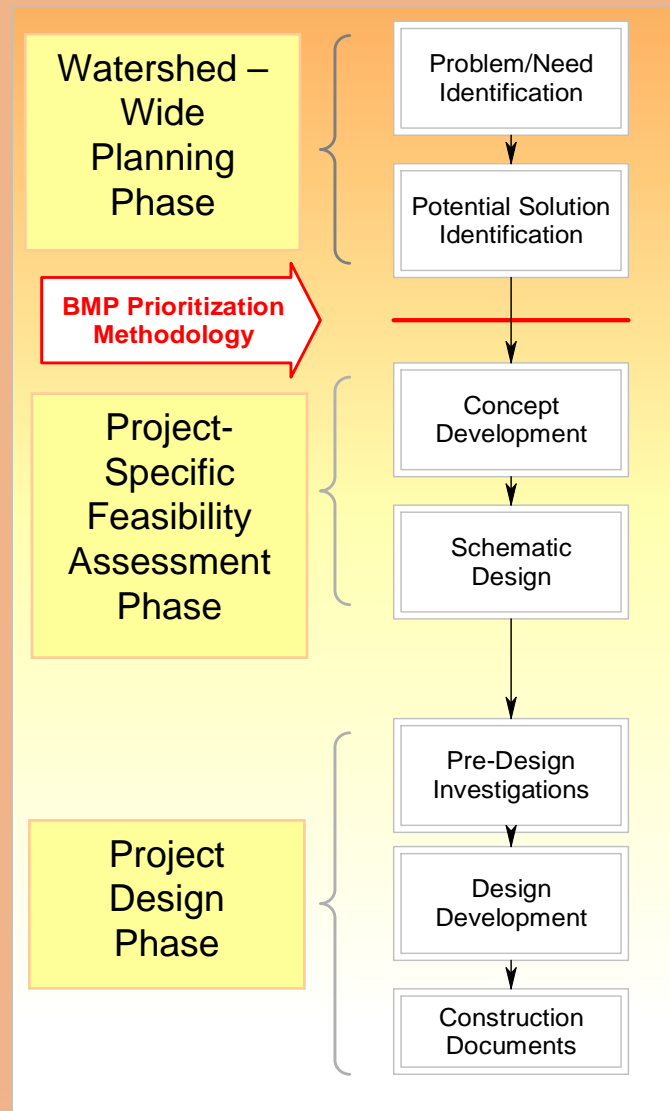 Watershed –
Wide
Planning
Phase
Problem/Need
Identification
Potential Solution
Identification
BMP Prioritization
Methodology
Project-
Specific
Feasibility
Assessment
Phase
Concept
Development
Schematic
Design
Project
Design
Phase
Pre-Design
Investigations
Design
Development
Construction
Documents